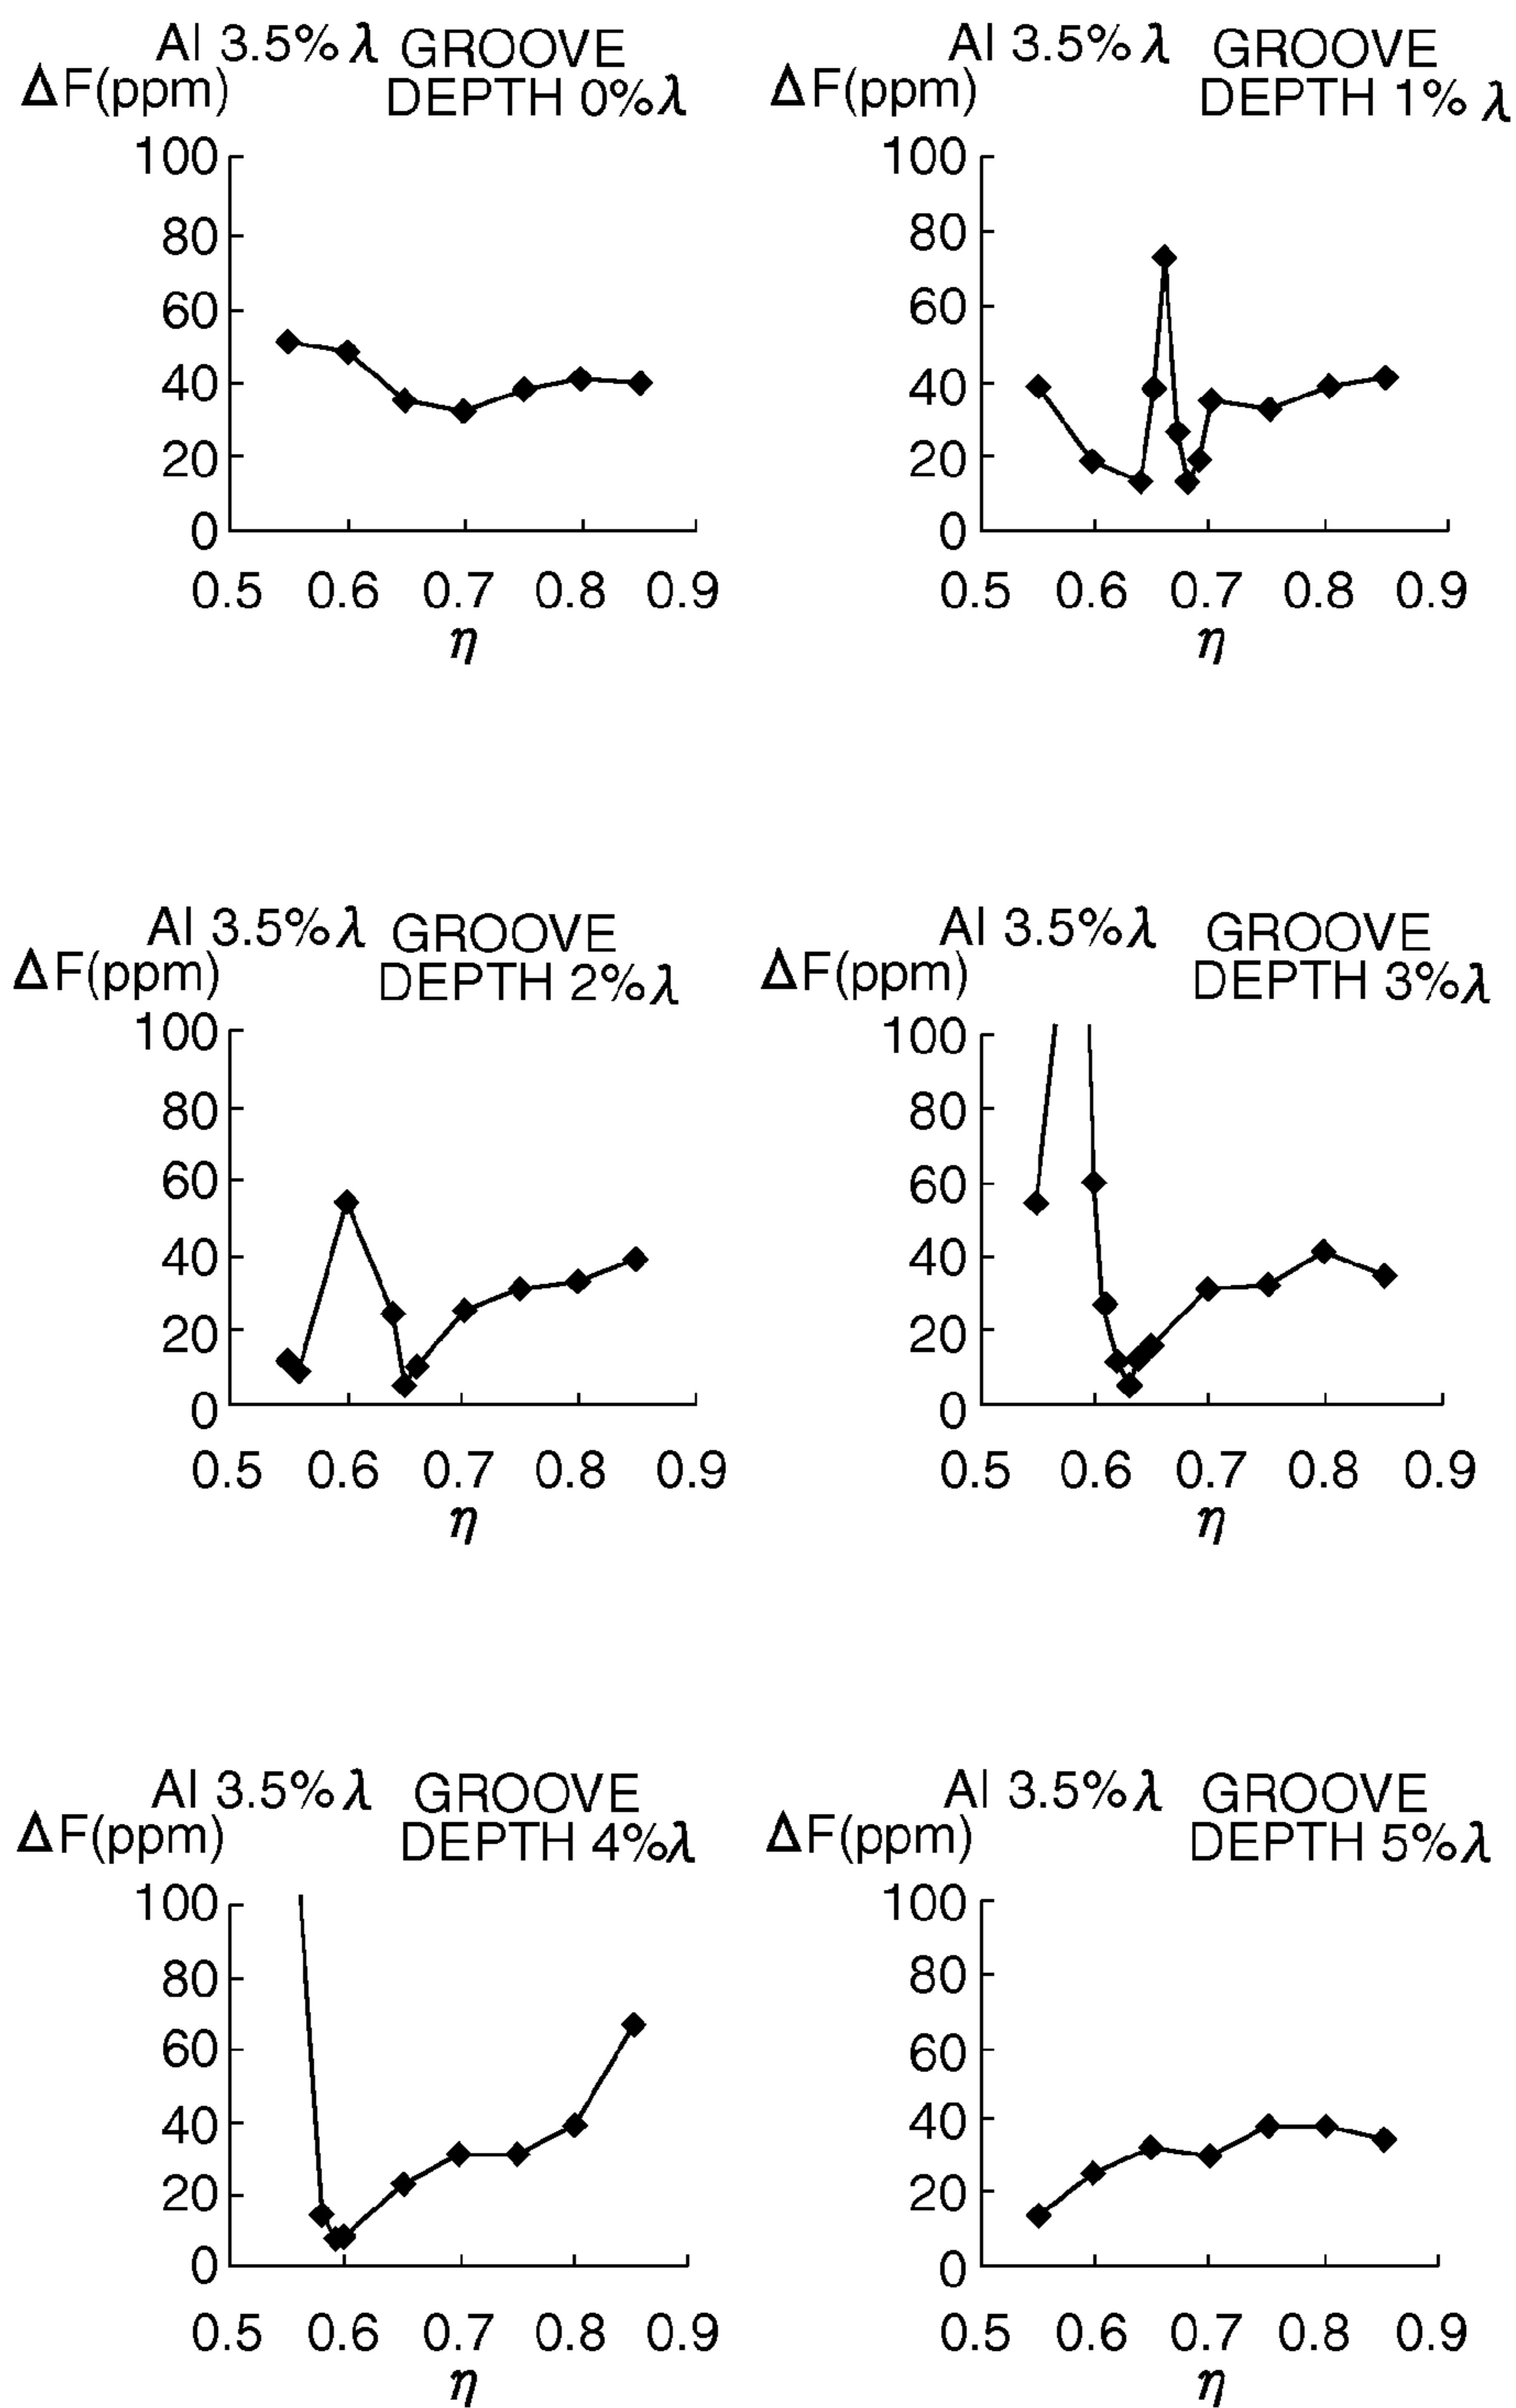 Al 3.5%λ GROOVE
ΔF(ppm) DEPTH 0%λ
100
80
60
40
20
0
0.5 0.6 0.7 0.8 0.9
η
Al 3.5%λ GROOVE
ΔF(ppm) DEPTH 1%λ
100
80
60
40
20
0
0.5 0.6 0.7 0.8 0.9
η
Al 3.5%λ GROOVE
ΔF(ppm) DEPTH 2%λ
100
80
60
40
20
0
0.5 0.6 0.7 0.8 0.9
η
Al 3.5%λ GROOVE
ΔF(ppm) DEPTH 3%λ
100
80
60
40
20
0
0.5 0.6 0.7 0.8 0.9
η
Al 3.5%λ GROOVE
ΔF(ppm) DEPTH 4%λ
100
80
60
40
20
0
0.5 0.6 0.7 0.8 0.9
η
Al 3.5%λ GROOVE
ΔF(ppm) DEPTH 5%λ
100
80
60
40
20
0
0.5 0.6 0.7 0.8 0.9
η